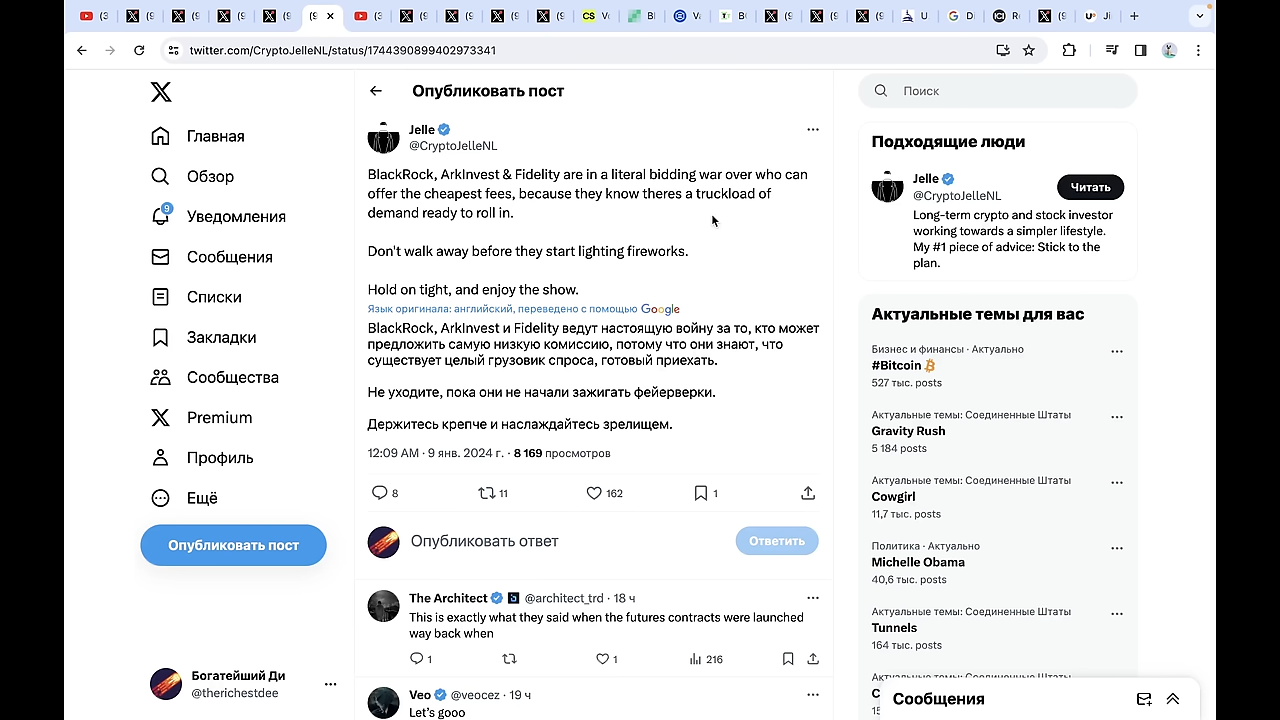 twitter.com/CryptoJelleNL/status/1744390899402973341
Главная
Обзор
9
Уведомления
Сообщения
Списки
Закладки
Сообщества
Premium
Профиль
Ещё
Опубликовать пост
Богатейший Ди
@therichestdee
Опубликовать пост
Jelle
@CryptoJelleNL
BlackRock, ArkInvest & Fidelity are in a literal bidding war over who can
offer the cheapest fees, because they know theres a truckload of
demand ready to roll in.
Don't walk away before they start lighting fireworks.
Hold on tight, and enjoy the show.
Язык оригинала: английский, переведено с помощью Google
BlackRock, ArkInvest и Fidelity ведут настоящую войну за то, кто может
предложить самую низкую комиссию, потому что они знают, что
существует целый грузовик спроса, готовый приехать.
Не уходите, пока они не начали зажигать фейерверки.
Держитесь крепче и наслаждайтесь зрелищем.
12:09 AM · 9 янв. 2024 г. · 8 169 просмотров
8 11 162 1
Опубликовать ответ
Ответить
The Architect @architect_trd · 18 ч
This is exactly what they said when the futures contracts were launched
way back when
1 1 216
Veo @veocez · 19 ч
Let's gooo
Поиск
Подходящие люди
Jelle
@CryptoJelleNL
Читать
Long-term crypto and stock investor
working towards a simpler lifestyle.
My #1 piece of advice: Stick to the
plan.
Актуальные темы для вас
Бизнес и финансы · Актуально
#Bitcoin
527 тыс. posts
Актуальные темы: Соединенные Штаты
Gravity Rush
5 184 posts
Актуальные темы: Соединенные Штаты
Cowgirl
11,7 тыс. posts
Политика · Актуально
Michelle Obama
40,6 тыс. posts
Актуальные темы: Соединенные Штаты
Tunnels
164 тыс. posts
Сообщения